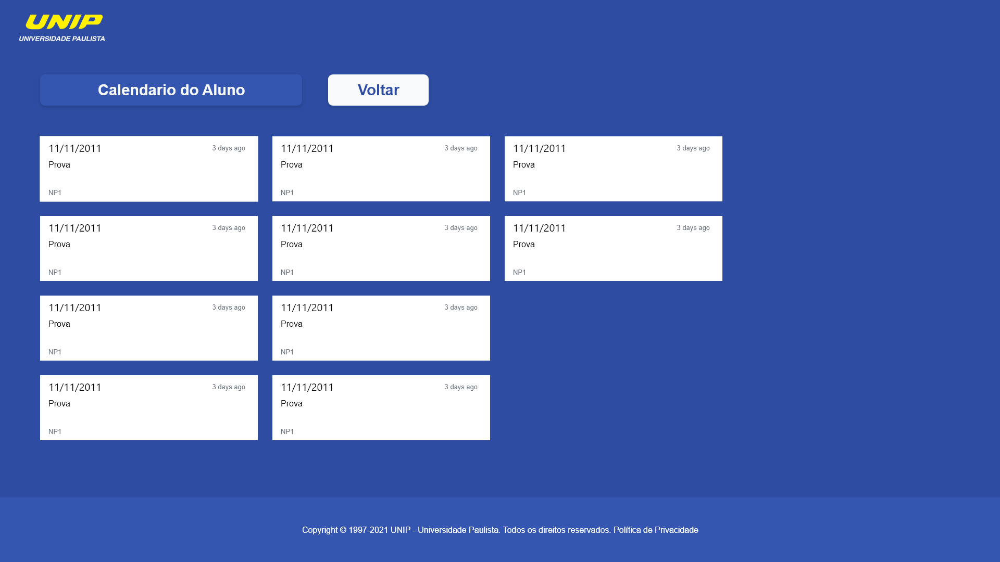 UNIP
UNIVERSIDADE PAULISTA
Calendario do Aluno
Voltar
11/11/2011 3 days ago
Prova
NP1
11/11/2011 3 days ago
Prova
NP1
11/11/2011 3 days ago
Prova
NP1
11/11/2011 3 days ago
Prova
NP1
11/11/2011 3 days ago
Prova
NP1
11/11/2011 3 days ago
Prova
NP1
11/11/2011 3 days ago
Prova
NP1
11/11/2011 3 days ago
Prova
NP1
11/11/2011 3 days ago
Prova
NP1
11/11/2011 3 days ago
Prova
NP1
Copyright © 1997-2021 UNIP - Universidade Paulista. Todos os direitos reservados. Política de Privacidade